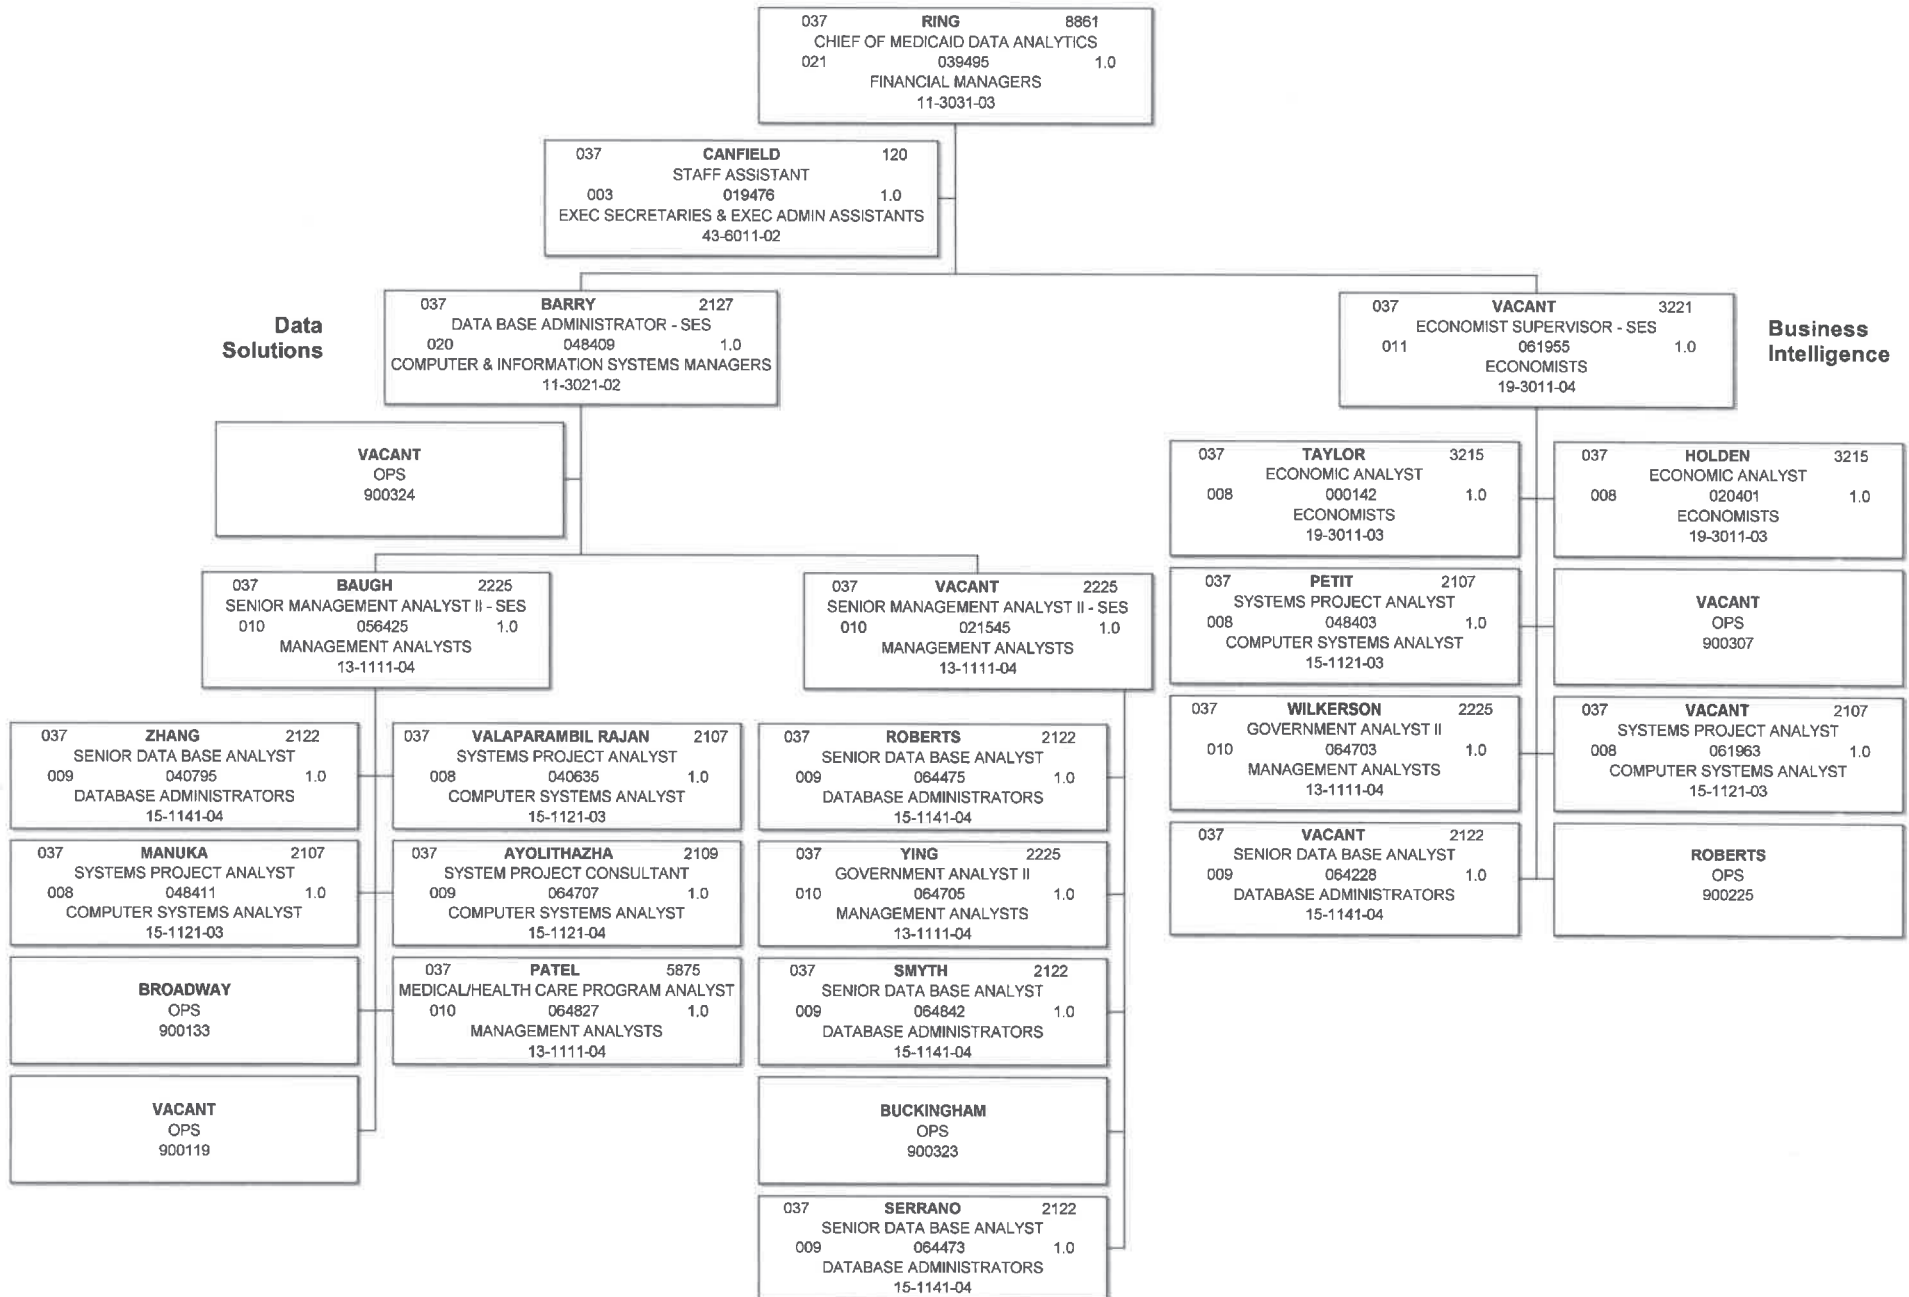 037 RING 8861
CHIEF OF MEDICAID DATA ANALYTICS
021 039495 1.0
FINANCIAL MANAGERS
11-3031-03
037 CANFIELD 120
STAFF ASSISTANT
003 019476 1.0
EXEC SECRETARIES & EXEC ADMIN ASSISTANTS
43-6011-02
Data
Solutions
037 BARRY 2127
DATA BASE ADMINISTRATOR - SES
020 048409 1.0
COMPUTER & INFORMATION SYSTEMS MANAGERS
11-3021-02
037 VACANT 3221
ECONOMIST SUPERVISOR - SES
011 061955 1.0
ECONOMISTS
19-3011-04
Business
Intelligence
VACANT
OPS
900324
037 BAUGH 2225
SENIOR MANAGEMENT ANALYST II - SES
010 056425 1.0
MANAGEMENT ANALYSTS
13-1111-04
037 VACANT 2225
SENIOR MANAGEMENT ANALYST II - SES
010 021545 1.0
MANAGEMENT ANALYSTS
13-1111-04
037 ZHANG 2122
SENIOR DATA BASE ANALYST
009 040795 1.0
DATABASE ADMINISTRATORS
15-1141-04
037 VALAPARAMBIL RAJAN 2107
SYSTEMS PROJECT ANALYST
008 040635 1.0
COMPUTER SYSTEMS ANALYST
15-1121-03
037 MANUKA 2107
SYSTEMS PROJECT ANALYST
008 048411 1.0
COMPUTER SYSTEMS ANALYST
15-1121-03
037 AYOLITHAZHA 2109
SYSTEM PROJECT CONSULTANT
009 064707 1.0
COMPUTER SYSTEMS ANALYST
15-1121-04
BROADWAY
OPS
900133
037 PATEL 5875
MEDICAL/HEALTH CARE PROGRAM ANALYST
010 064827 1.0
MANAGEMENT ANALYSTS
13-1111-04
VACANT
OPS
900119
037 ROBERTS 2122
SENIOR DATA BASE ANALYST
009 064475 1.0
DATABASE ADMINISTRATORS
15-1141-04
037 YING 2225
GOVERNMENT ANALYST II
010 064705 1.0
MANAGEMENT ANALYSTS
13-1111-04
037 SMYTH 2122
SENIOR DATA BASE ANALYST
009 064842 1.0
DATABASE ADMINISTRATORS
15-1141-04
BUCKINGHAM
OPS
900323
037 SERRANO 2122
SENIOR DATA BASE ANALYST
009 064473 1.0
DATABASE ADMINISTRATORS
15-1141-04
037 TAYLOR 3215
ECONOMIC ANALYST
008 000142 1.0
ECONOMISTS
19-3011-03
037 HOLDEN 3215
ECONOMIC ANALYST
008 020401 1.0
ECONOMISTS
19-3011-03
037 PETIT 2107
SYSTEMS PROJECT ANALYST
008 048403 1.0
COMPUTER SYSTEMS ANALYST
15-1121-03
VACANT
OPS
900307
037 WILKERSON 2225
GOVERNMENT ANALYST II
010 064703 1.0
MANAGEMENT ANALYSTS
13-1111-04
037 VACANT 2107
SYSTEMS PROJECT ANALYST
008 061963 1.0
COMPUTER SYSTEMS ANALYST
15-1121-03
037 VACANT 2122
SENIOR DATA BASE ANALYST
009 064228 1.0
DATABASE ADMINISTRATORS
15-1141-04
ROBERTS
OPS
900225